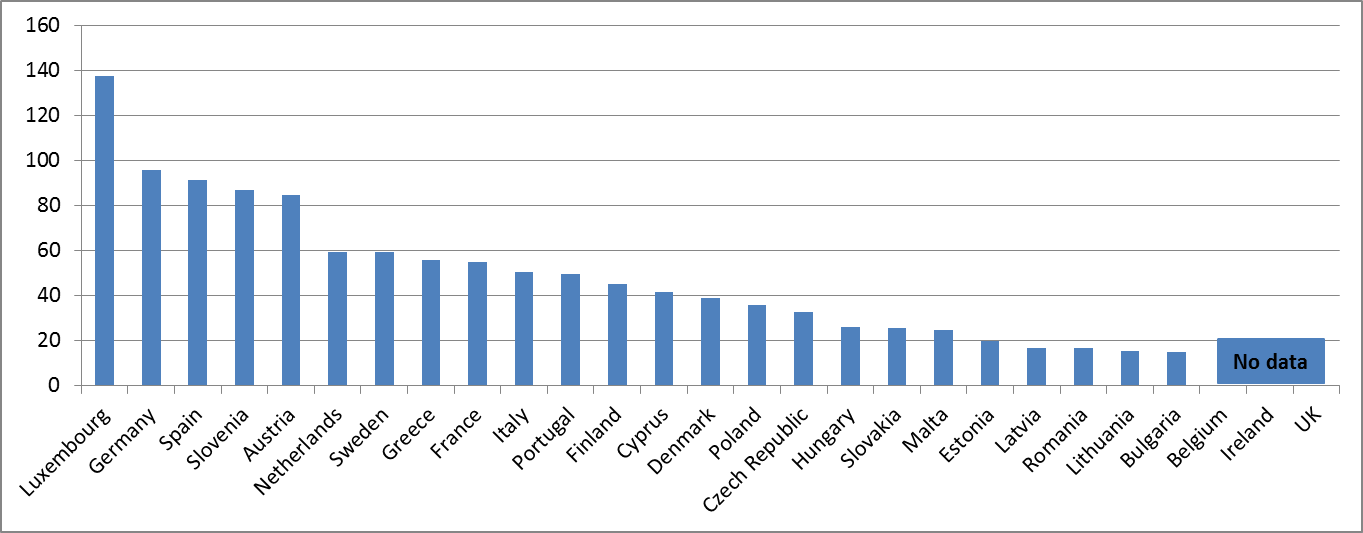 160
140
120
100
80
60
40
20
0
No data
Luxembourg
Germany
Spain
Slovenia
Austria
Netherlands
Sweden
Greece
France
Italy
Portugal
Finland
Cyprus
Denmark
Poland
Czech Republic
Hungary
Slovakia
Malta
Estonia
Latvia
Romania
Lithuania
Bulgaria
Belgium
Ireland
UK